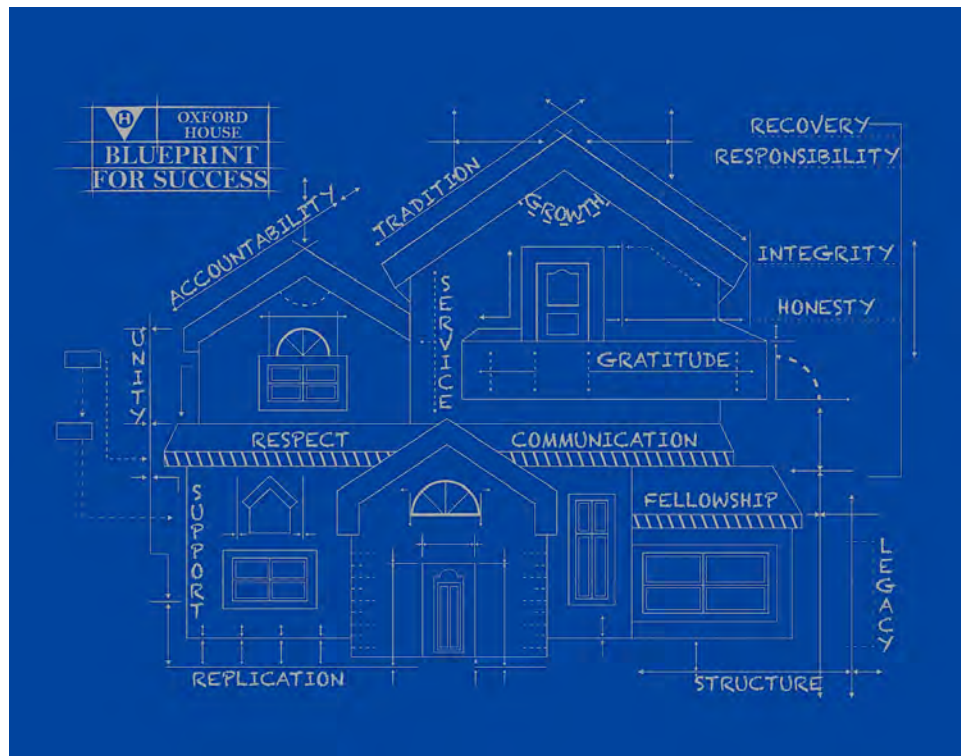 H
OXFORD
HOUSE
BLUEPRINT
FOR SUCCESS
RECOVERY
RESPONSIBILITY
TRADITION
GROWTH
ACCOUNTABILITY
INTEGRITY
HONESTY
SERVICE
UNITY
GRATITUDE
RESPECT
COMMUNICATION
SUPPORT
FELLOWSHIP
LEGACY
REPLICATION
STRUCTURE